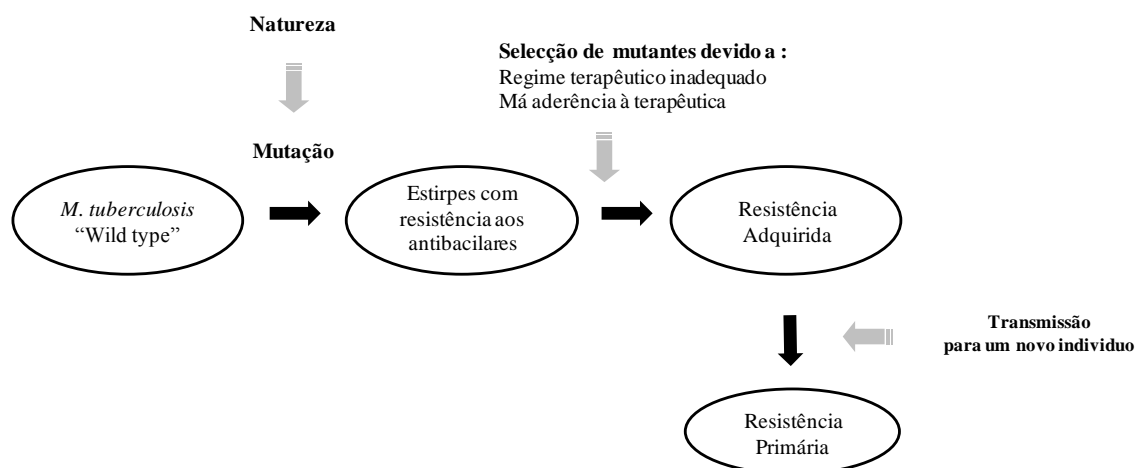 Natureza
Selecção de mutantes devido a :
Regime terapêutico inadequado
Má aderência à terapêutica
Mutação
M. tuberculosis
“Wild type”
Estirpes com
resistência aos
antibacilares
Resistência
Adquirida
Transmissão
para um novo individuo
Resistência
Primária